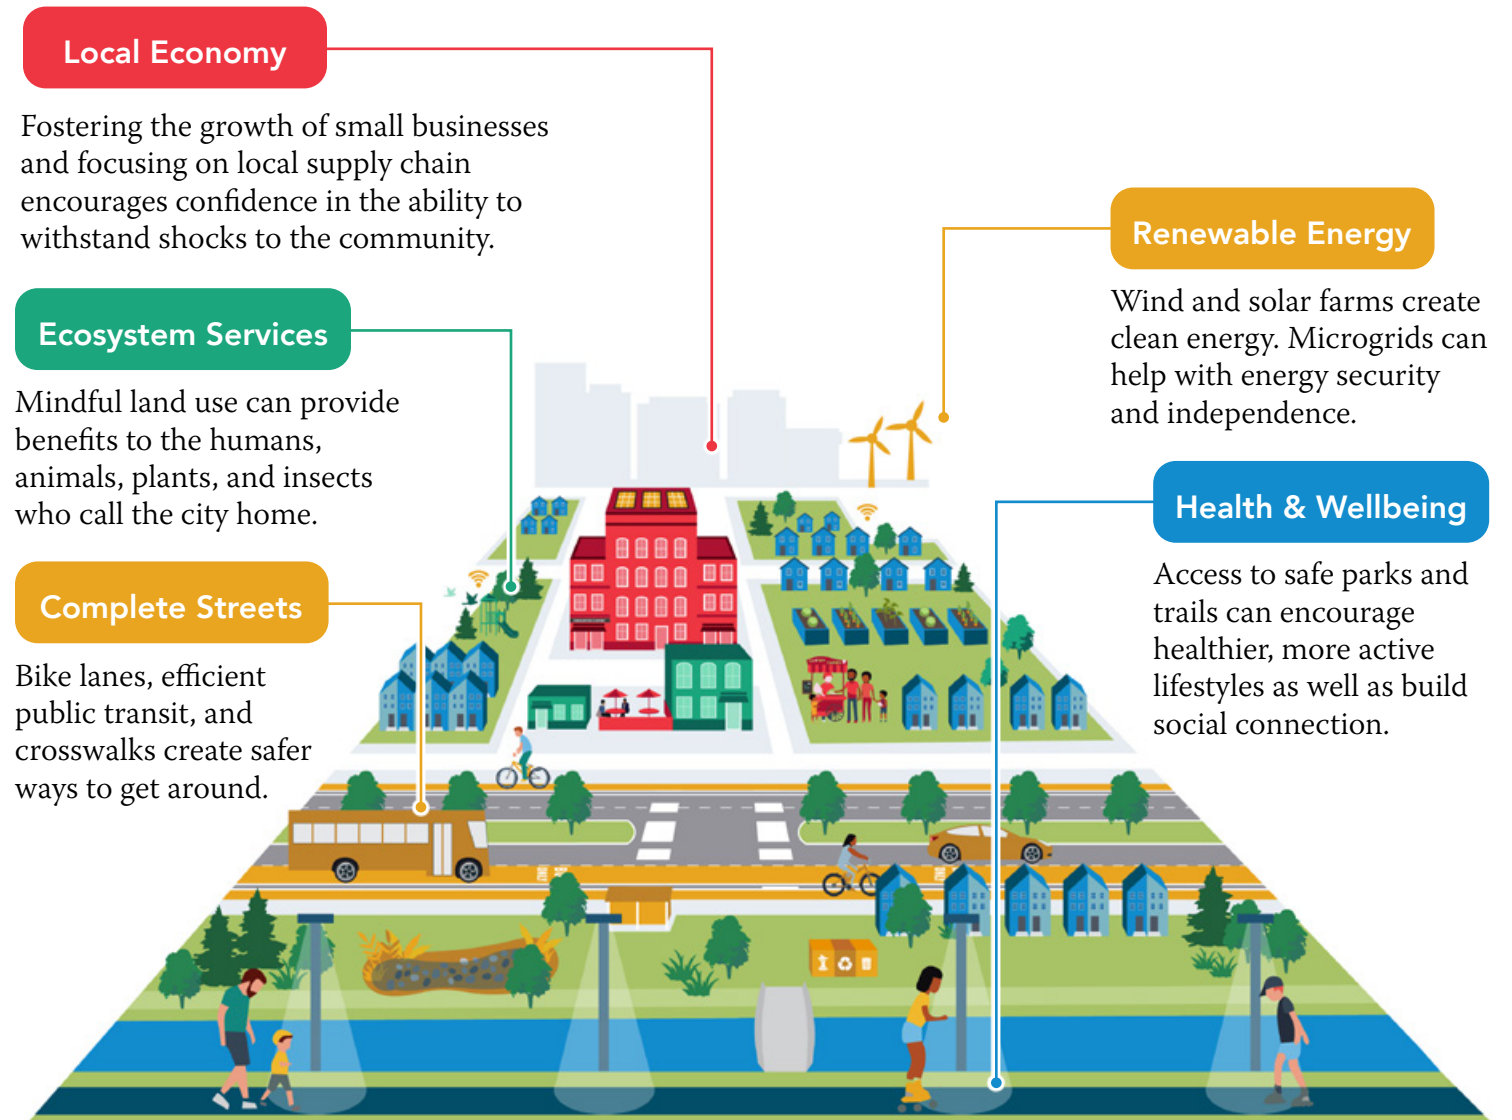 Local Economy
Fostering the growth of small businesses
and focusing on local supply chain
encourages confidence in the ability to
withstand shocks to the community.
Ecosystem Services
Mindful land use can provide
benefits to the humans,
animals, plants, and insects
who call the city home.
Complete Streets
Bike lanes, efficient
public transit, and
crosswalks create safer
ways to get around.
Renewable Energy
Wind and solar farms create
clean energy. Microgrids can
help with energy security
and independence.
Health & Wellbeing
Access to safe parks and
trails can encourage
healthier, more active
lifestyles as well as build
social connection.